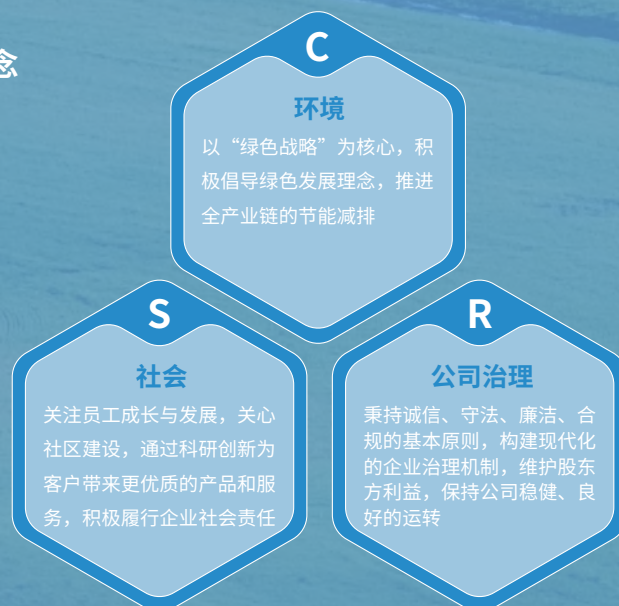 念
C
环境
以“绿色战略”为核心，积
极倡导绿色发展理念，推进
全产业链的节能减排
S
社会
关注员工成长与发展，关心
社区建设，通过科研创新为
客户带来更优质的产品和服
务，积极履行企业社会责任
R
公司治理
秉持诚信、守法、廉洁、合
规的基本原则，构建现代化
的企业治理机制，维护股东
方利益，保持公司稳健、良
好的运转